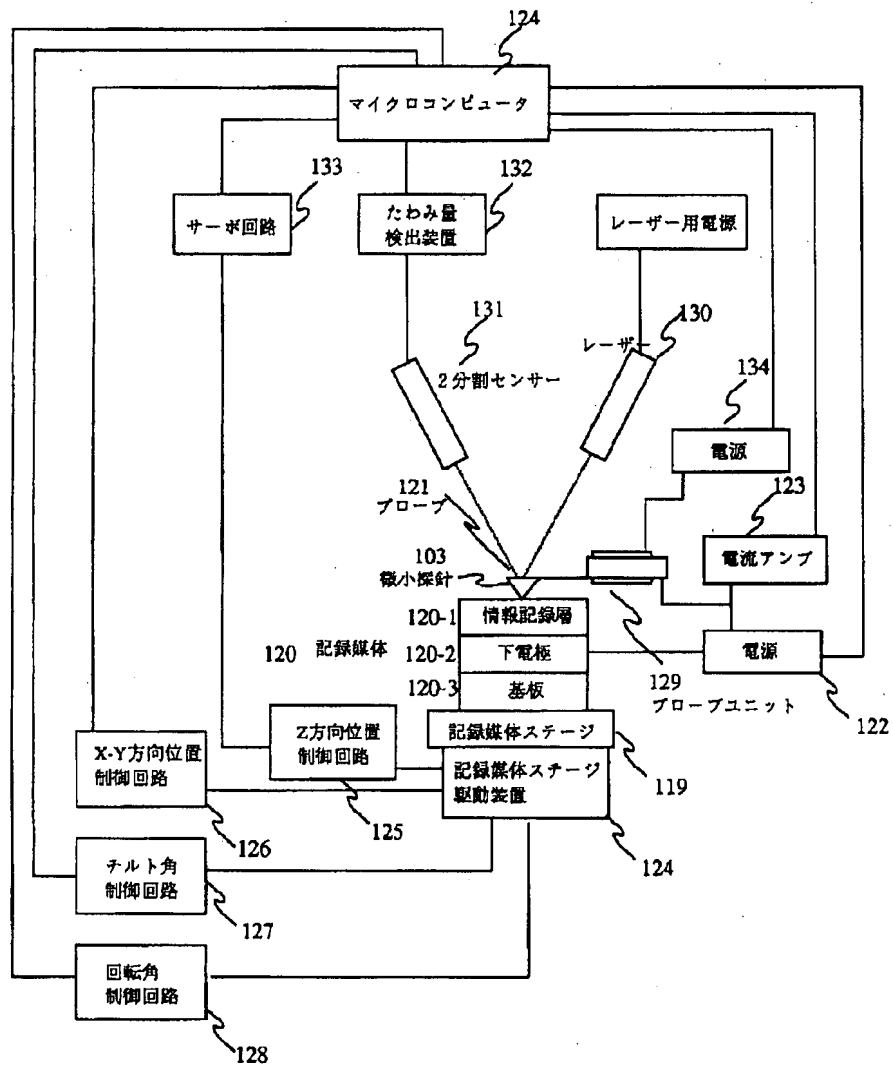 124
マイクロコンピュータ
133
132
サーボ回路
たわみ量
検出装置
レーザー用電源
131
130
レーザー
2分割センサー
134
電源
121
プローブ
123
103
微小探針
電流アンプ
120-1
情報記録層
120
記録媒体
120-2
下電極
電源
120-3
基板
129
プローブユニット
122
X-Y方向位置
制御回路
Z方向位置
制御回路
記録媒体ステージ
記録媒体ステージ
駆動装置
119
125
126
124
チルト角
制御回路
127
回転角
制御回路
128